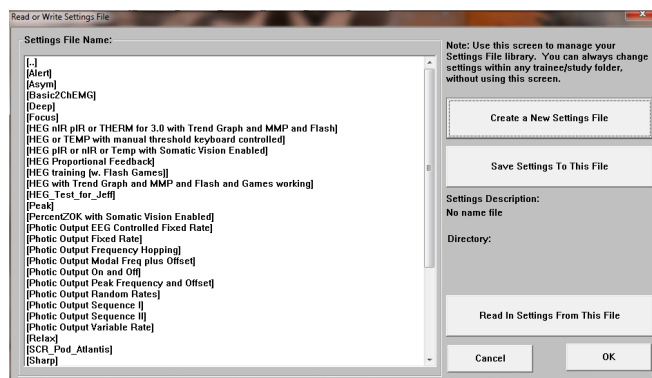 Read or Write Settings File
Settings File Name:
[..]
[Alert]
[Asym]
[Basic2ChEMG]
[Deep]
[Focus]
[HEG nIR pIR or THERM for 3.0 with Trend Graph and MMP and Flash]
[HEG or TEMP with manual threshold keyboard controlled]
[HEG pIR or nIR or Temp with Somatic Vision Enabled]
[HEG Proportional Feedback]
[HEG training (w. Flash Games)]
[HEG with Trend Graph and MMP and Flash and Games working]
[HEG_Test_for_Jeff]
[Peak]
[PercentZOK with Somatic Vision Enabled]
[Photic Output EEG Controlled Fixed Rate]
[Photic Output Fixed Rate]
[Photic Output Frequency Hopping]
[Photic Output Modal Freq plus Offset]
[Photic Output On and Off]
[Photic Output Peak Frequency and Offset]
[Photic Output Random Rates]
[Photic Output Sequence I]
[Photic Output Sequence II]
[Photic Output Variable Rate]
[Relax]
[SCR_Pod_Atlantis]
[Sharp]
Note: Use this screen to manage your
Settings File library. You can always change
settings within any trainee/study folder,
without using this screen.
Create a New Settings File
Save Settings To This File
Settings Description:
No name file
Directory:
Read In Settings From This File
Cancel
OK